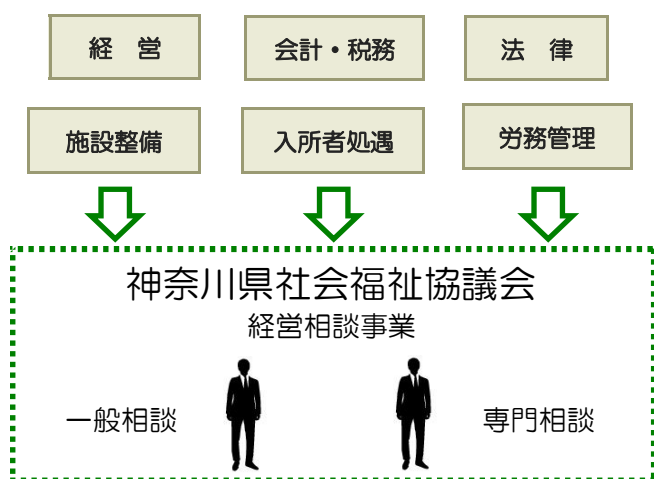 経　営
会計・税務
法　律
施設整備
入所者処遇
労務管理
神奈川県社会福祉協議会
経営相談事業
一般相談
専門相談